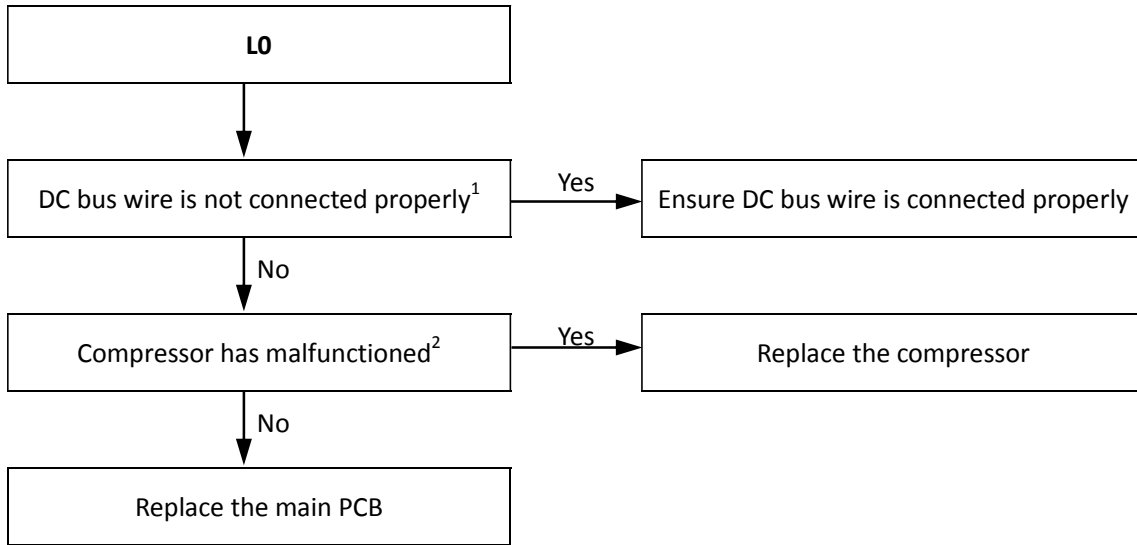 L0
DC bus wire is not connected properly¹
Yes
Ensure DC bus wire is connected properly
No
Compressor has malfunctioned²
Yes
Replace the compressor
No
Replace the main PCB